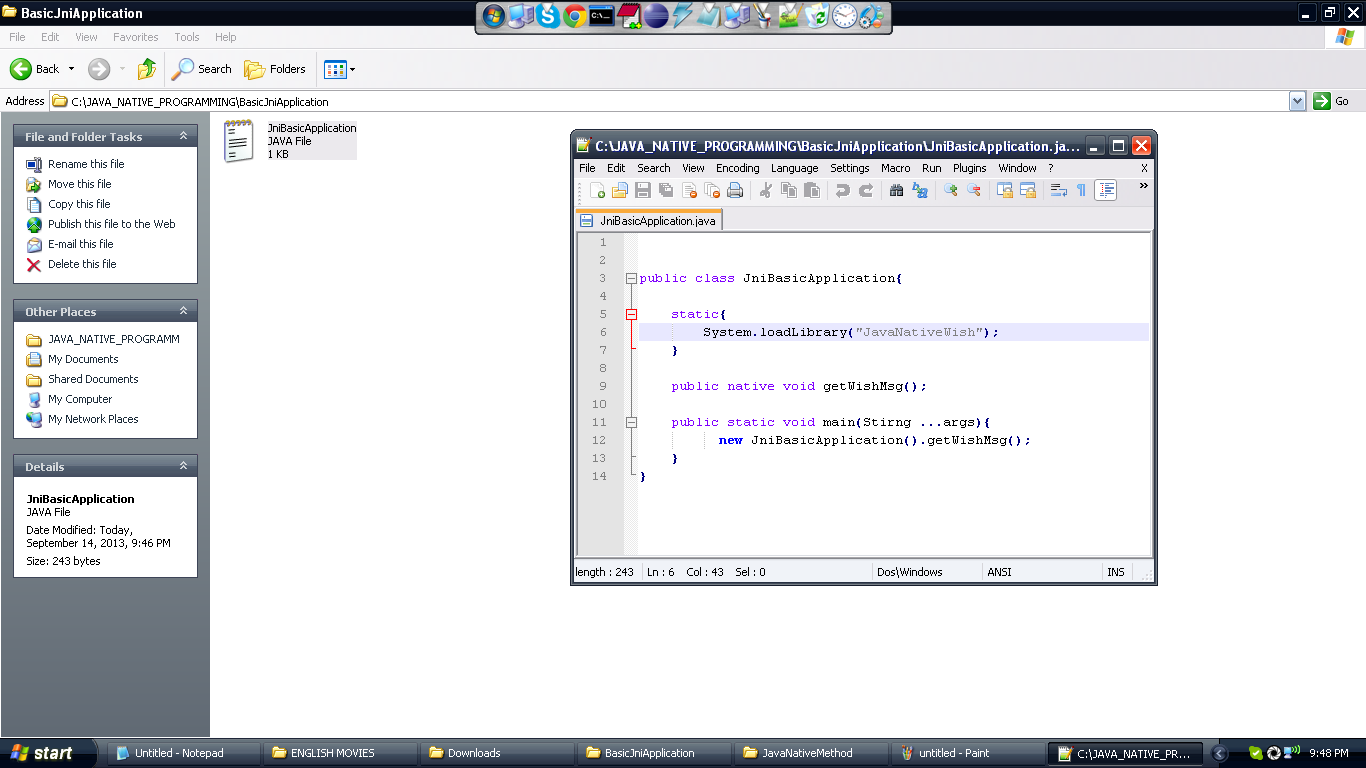 BasicJniApplication
File Edit View Favorites Tools Help
Back Search Folders
Address C:\JAVA_NATIVE_PROGRAMMING\BasicJniApplication Go
File and Folder Tasks
Rename this file
Move this file
Copy this file
Publish this file to the Web
E-mail this file
Delete this file
Other Places
JAVA_NATIVE_PROGRAMM
My Documents
Shared Documents
My Computer
My Network Places
Details
JniBasicApplication
JAVA File
Date Modified: Today,
September 14, 2013, 9:46 PM
Size: 243 bytes
JniBasicApplication
JAVA File
1 KB
C:\JAVA_NATIVE_PROGRAMMING\BasicJniApplication\JniBasicApplication.ja...
File Edit Search View Encoding Language Settings Macro Run Plugins Window ? X
JniBasicApplication.java
1
2
3 public class JniBasicApplication{
4
5 static{
6 System.loadLibrary("JavaNativeWish");
7 }
8
9 public native void getWishMsg();
10
11 public static void main(Stirng ...args){
12 new JniBasicApplication().getWishMsg();
13 }
14 }
length : 243 Ln : 6 Col : 43 Sel : 0 Dos\Windows ANSI INS
start Untitled - Notepad ENGLISH MOVIES Downloads BasicJniApplication JavaNativeMethod untitled - Paint C:\JAVA_NATIVE_PR... 9:48 PM